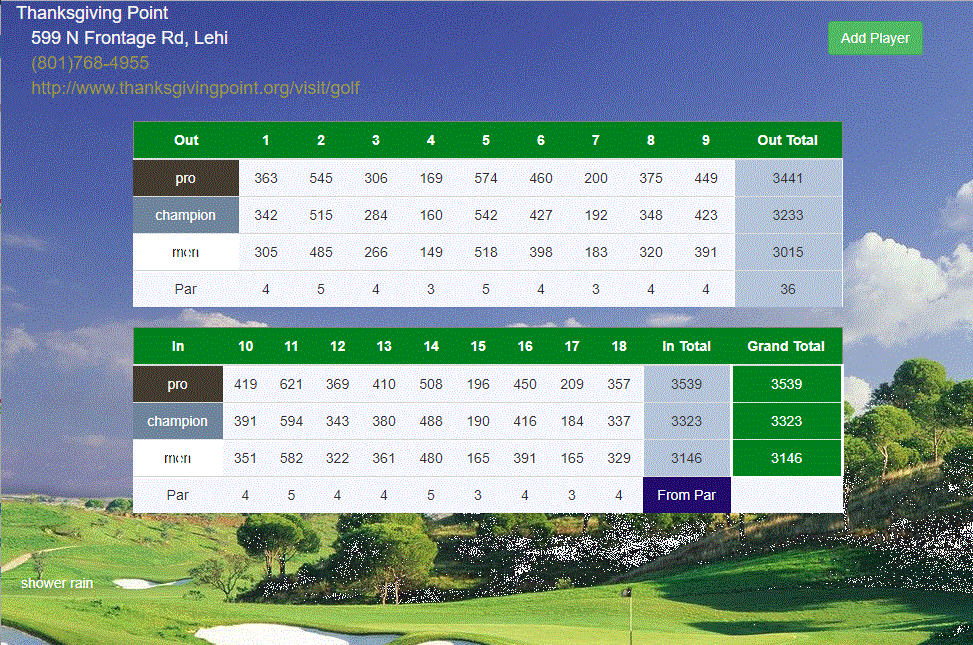 Thanksgiving Point
599 N Frontage Rd, Lehi
Add Player
(801)768-4955
http://www.thanksgivingpoint.org/visit/golf
Out 1 2 3 4 5 6 7 8 9 Out Total
pro 363 545 306 169 574 460 200 375 449 3441
champion 342 515 284 160 542 427 192 348 423 3233
men 305 485 266 149 518 398 183 320 391 3015
Par 4 5 4 3 5 4 3 4 4 36
In 10 11 12 13 14 15 16 17 18 In Total Grand Total
pro 419 621 369 410 508 196 450 209 357 3539 3539
champion 391 594 343 380 488 190 416 184 337 3323 3323
men 351 582 322 361 480 165 391 165 329 3146 3146
Par 4 5 4 4 5 3 4 3 4 From Par
shower rain